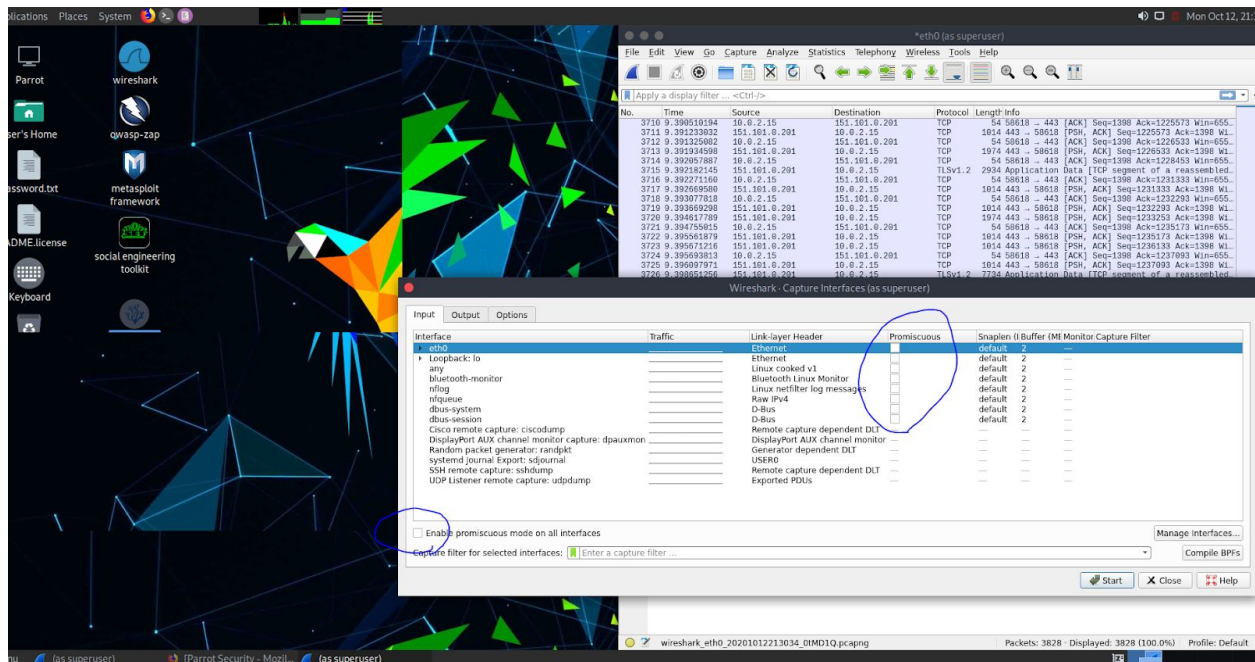 plications Places System Mon Oct 12, 21:
Parrot
wireshark
ser's Home
owasp-zap
assword.txt
metasploit
framework
ADME.license
social engineering
toolkit
Keyboard
*eth0 (as superuser)
File Edit View Go Capture Analyze Statistics Telephony Wireless Tools Help
Apply a display filter ... <Ctrl-/>
No. Time Source Destination Protocol Length Info
3710 9.390510194 10.0.2.15 151.101.0.201 TCP 54 58618 → 443 [ACK] Seq=1398 Ack=1225573 Win=655…
3711 9.391233032 151.101.0.201 10.0.2.15 TCP 1014 443 → 58618 [PSH, ACK] Seq=1225573 Ack=1398 Wi…
3712 9.391325082 10.0.2.15 151.101.0.201 TCP 54 58618 → 443 [ACK] Seq=1398 Ack=1226533 Win=655…
3713 9.391934598 151.101.0.201 10.0.2.15 TCP 1974 443 → 58618 [PSH, ACK] Seq=1226533 Ack=1398 Wi…
3714 9.392057887 10.0.2.15 151.101.0.201 TCP 54 58618 → 443 [ACK] Seq=1398 Ack=1228453 Win=655…
3715 9.392182145 151.101.0.201 10.0.2.15 TLSv1.2 2934 Application Data [TCP segment of a reassembled…
3716 9.392271160 10.0.2.15 151.101.0.201 TCP 54 58618 → 443 [ACK] Seq=1398 Ack=1231333 Win=655…
3717 9.392669580 151.101.0.201 10.0.2.15 TCP 1014 443 → 58618 [PSH, ACK] Seq=1231333 Ack=1398 Wi…
3718 9.393077818 10.0.2.15 151.101.0.201 TCP 54 58618 → 443 [ACK] Seq=1398 Ack=1232293 Win=655…
3719 9.393669298 151.101.0.201 10.0.2.15 TCP 1014 443 → 58618 [PSH, ACK] Seq=1232293 Ack=1398 Wi…
3720 9.394617789 151.101.0.201 10.0.2.15 TCP 1974 443 → 58618 [PSH, ACK] Seq=1233253 Ack=1398 Wi…
3721 9.394755015 10.0.2.15 151.101.0.201 TCP 54 58618 → 443 [ACK] Seq=1398 Ack=1235173 Win=655…
3722 9.395561879 151.101.0.201 10.0.2.15 TCP 1014 443 → 58618 [PSH, ACK] Seq=1235173 Ack=1398 Wi…
3723 9.395671216 151.101.0.201 10.0.2.15 TCP 1014 443 → 58618 [PSH, ACK] Seq=1236133 Ack=1398 Wi…
3724 9.395693813 10.0.2.15 151.101.0.201 TCP 54 58618 → 443 [ACK] Seq=1398 Ack=1237093 Win=655…
3725 9.396097971 151.101.0.201 10.0.2.15 TCP 1014 443 → 58618 [PSH, ACK] Seq=1237093 Ack=1398 Wi…
3726 9.398651256 151.101.0.201 10.0.2.15 TLSv1.2 7734 Application Data [TCP segment of a reassembled…
Wireshark · Capture Interfaces (as superuser)
Input Output Options
Interface Traffic Link-layer Header Promiscuous Snaplen ( Buffer (ME Monitor Capture Filter
eth0 Ethernet default 2 —
Loopback: lo Ethernet default 2 —
any Linux cooked v1 default 2 —
bluetooth-monitor Bluetooth Linux Monitor default 2 —
nflog Linux netfilter log messages default 2 —
nfqueue Raw IPv4 default 2 —
dbus-system D-Bus default 2 —
dbus-session D-Bus default 2 —
Cisco remote capture: ciscodump Remote capture dependent DLT — — — —
DisplayPort AUX channel monitor capture: dpauxmon DisplayPort AUX channel monitor — — — —
Random packet generator: randpkt Generator dependent DLT — — — —
systemd Journal Export: sdjournal USER0 — — — —
SSH remote capture: sshdump Remote capture dependent DLT — — — —
UDP Listener remote capture: udpdump Exported PDUs — — — —
Enable promiscuous mode on all interfaces
Manage Interfaces...
Capture filter for selected interfaces: Enter a capture filter ...
Compile BPFs
Start Close Help
wireshark_eth0_20201012213034_0tMD1Q.pcapng Packets: 3828 · Displayed: 3828 (100.0%) Profile: Default
nu (as superuser) [Parrot Security - Mozil... (as superuser)